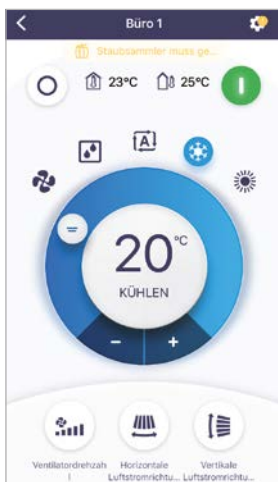 Büro 1
Staubsammler muss ge...
23°C 25°C
A
20°C
KÜHLEN
- +
Ventilatordrehzah
l
Horizontale
Luftstromrichtu...
Vertikale
Luftstromrichtu...